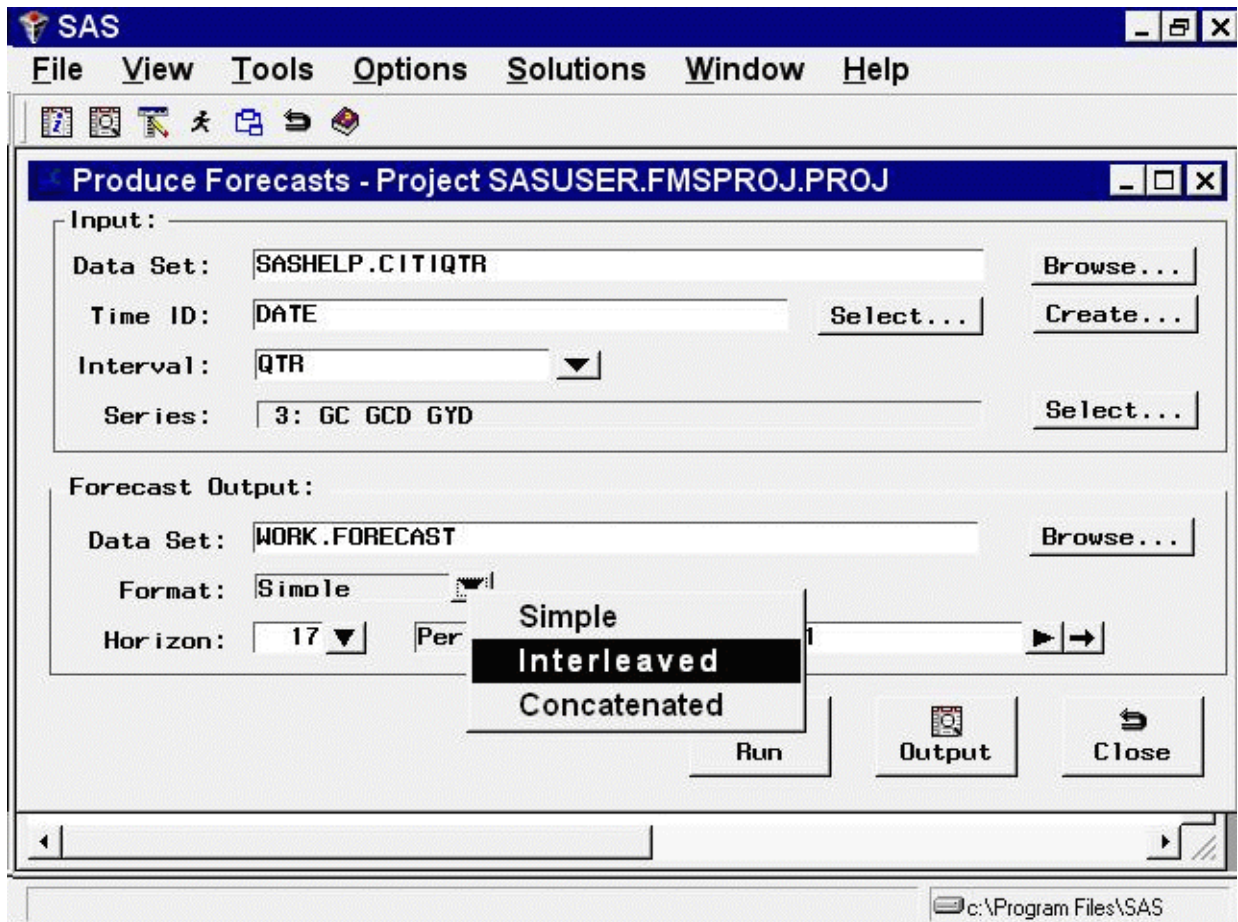 SAS
File View Tools Options Solutions Window Help
Produce Forecasts - Project SASUSER.FMSPROJ.PROJ
Input:
Data Set: SASHELP.CITIQTR Browse...
Time ID: DATE Select... Create...
Interval: QTR
Series: 3: GC GCD GYD Select...
Forecast Output:
Data Set: WORK.FORECAST Browse...
Format: Simple
Simple
Horizon: 17 Per 1
Interleaved
Concatenated
Run Output Close
c:\Program Files\SAS